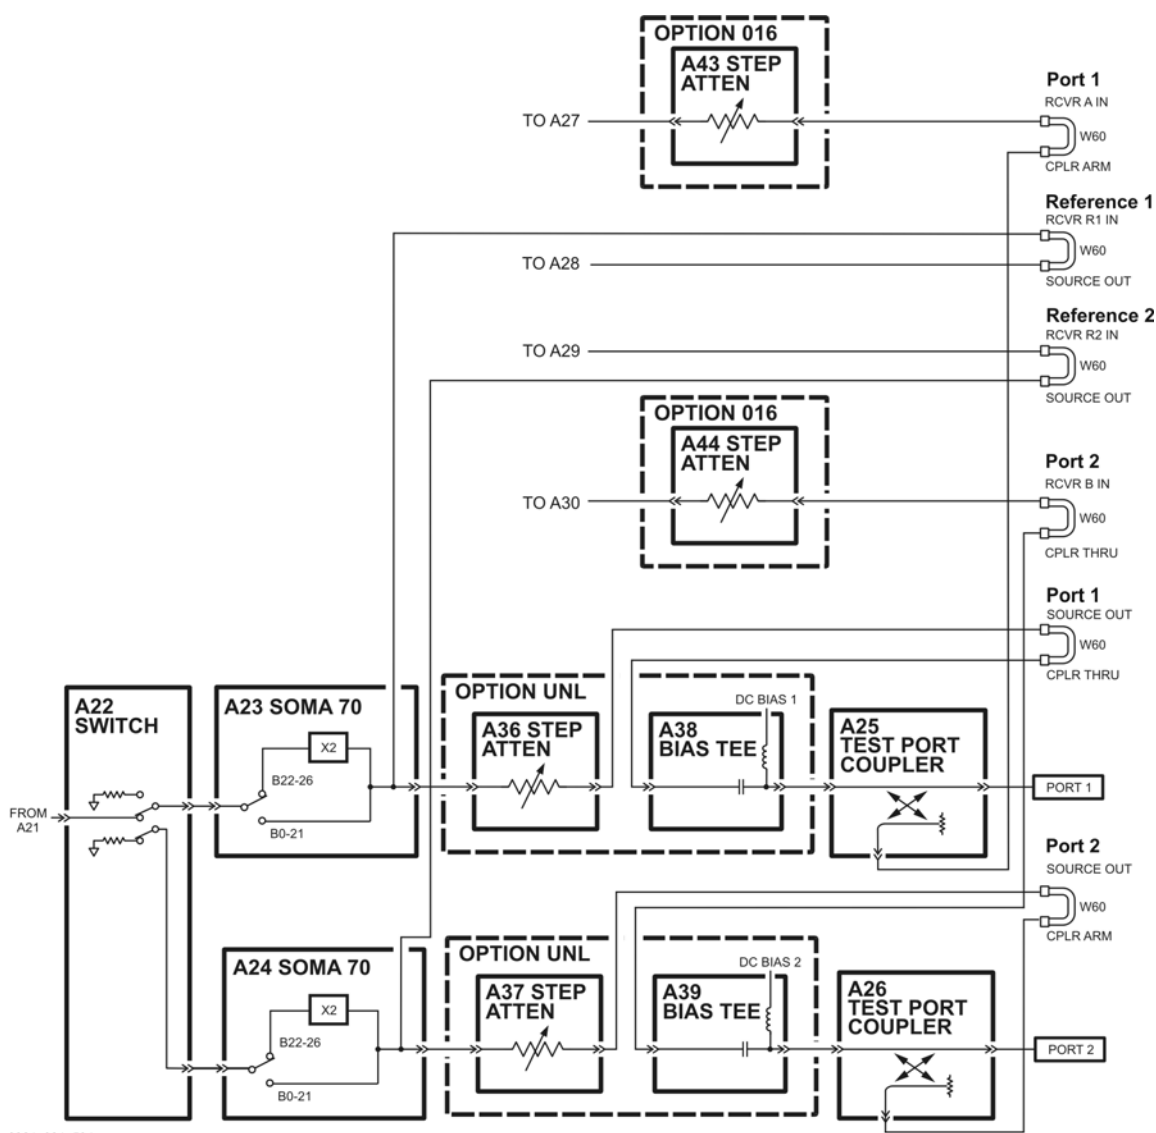 OPTION 016
A43 STEP
ATTEN
TO A27
Port 1
RCVR A IN
W60
CPLR ARM
Reference 1
RCVR R1 IN
W60
TO A28
SOURCE OUT
Reference 2
RCVR R2 IN
TO A29
W60
SOURCE OUT
OPTION 016
A44 STEP
ATTEN
TO A30
Port 2
RCVR B IN
W60
CPLR THRU
Port 1
SOURCE OUT
W60
CPLR THRU
A22
SWITCH
FROM
A21
A23 SOMA 70
X2
B22-26
B0-21
OPTION UNL
A36 STEP
ATTEN
DC BIAS 1
A38
BIAS TEE
A25
TEST PORT
COUPLER
PORT 1
Port 2
SOURCE OUT
W60
CPLR ARM
A24 SOMA 70
X2
B22-26
B0-21
OPTION UNL
A37 STEP
ATTEN
DC BIAS 2
A39
BIAS TEE
A26
TEST PORT
COUPLER
PORT 2